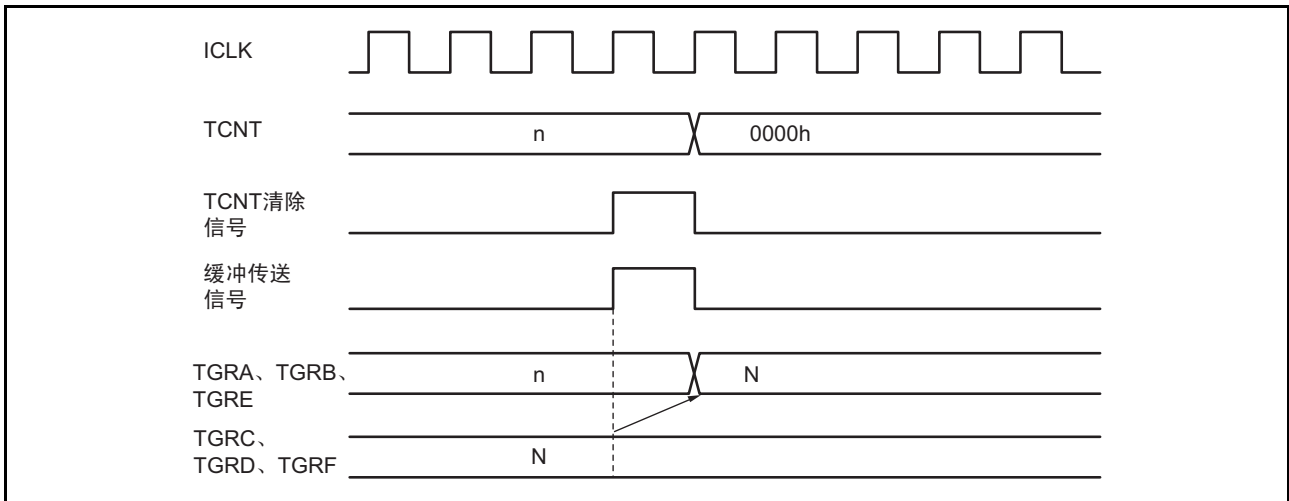 ICLK
TCNT
n
0000h
TCNT清除
信号
缓冲传送
信号
TGRA、TGRB、
TGRE
n
N
TGRC、
TGRD、TGRF
N